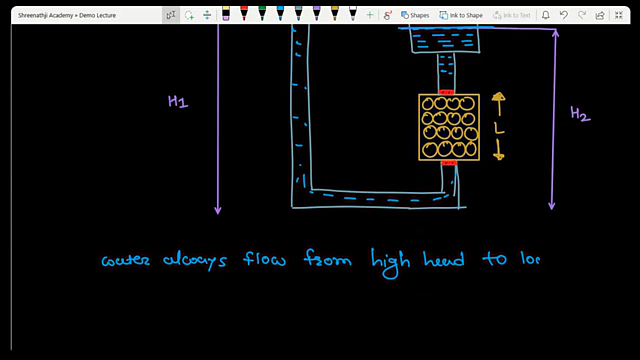 Shreenathji Academy • Demo Lecture
Shapes
Ink to Shape
Ink to Text
H1
L
H2
water always flow from high head to lo